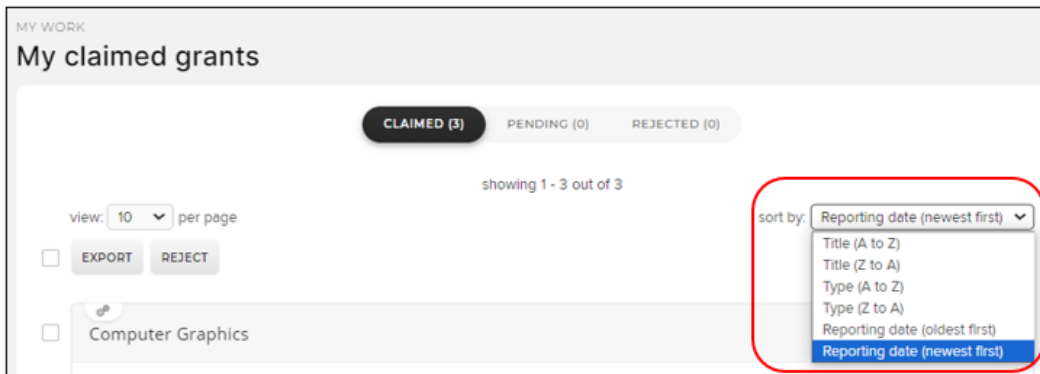 MY WORK
My claimed grants
CLAIMED (3) PENDING (0) REJECTED (0)
showing 1 - 3 out of 3
view: 10 per page sort by: Reporting date (newest first)
Title (A to Z)
EXPORT REJECT
Title (Z to A)
Type (A to Z)
Type (Z to A)
Computer Graphics
Reporting date (oldest first)
Reporting date (newest first)